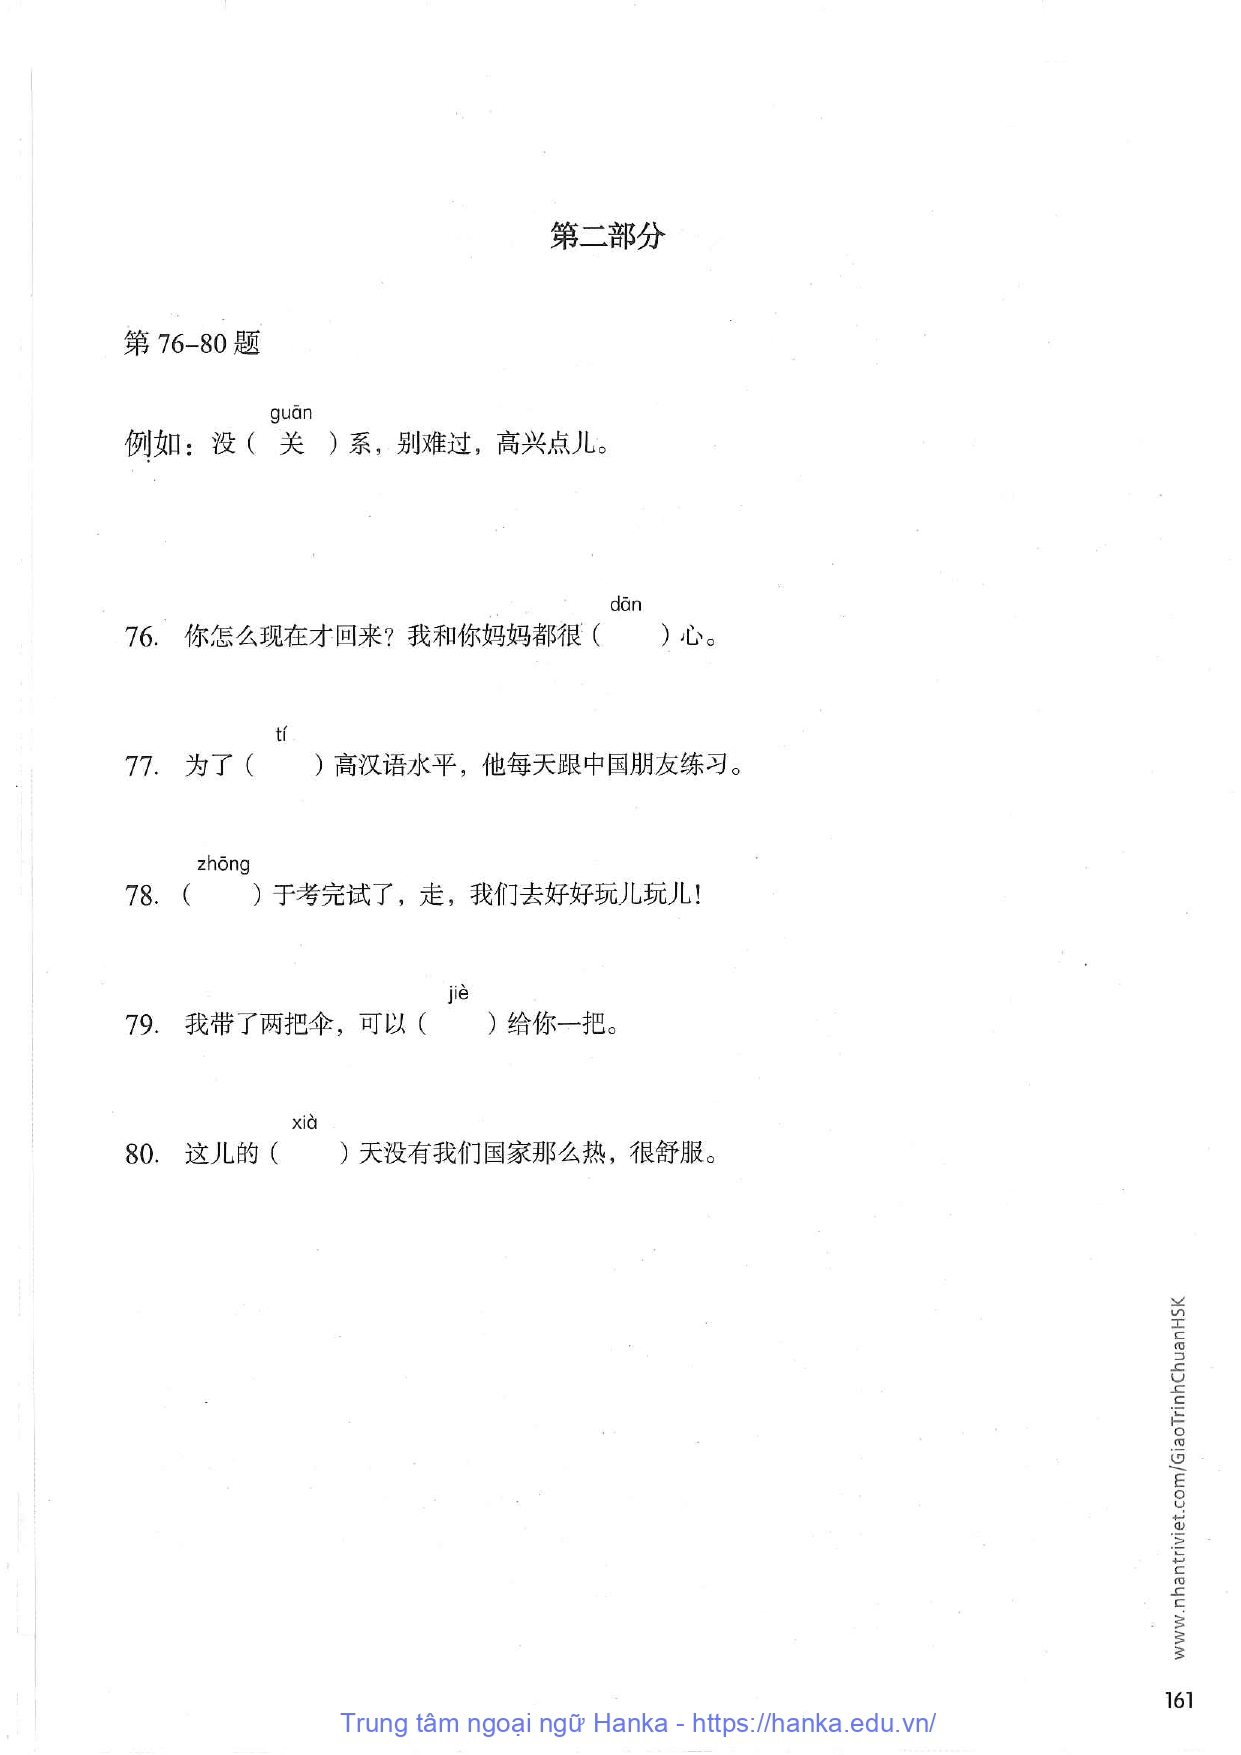 第二部分
第 76–80 题
guān
例如：没（ 关 ）系，别难过，高兴点儿。
dān
76. 你怎么现在才回来？我和你妈妈都很（ ）心。
tí
77. 为了（ ）高汉语水平，他每天跟中国朋友练习。
zhōng
78. （ ）于考完试了，走，我们去好好玩儿玩儿！
jiè
79. 我带了两把伞，可以（ ）给你一把。
xià
80. 这儿的（ ）天没有我们国家那么热，很舒服。
www.nhantriviet.com/GiaoTrinhChuanHSK
161
Trung tâm ngoại ngữ Hanka - https://hanka.edu.vn/